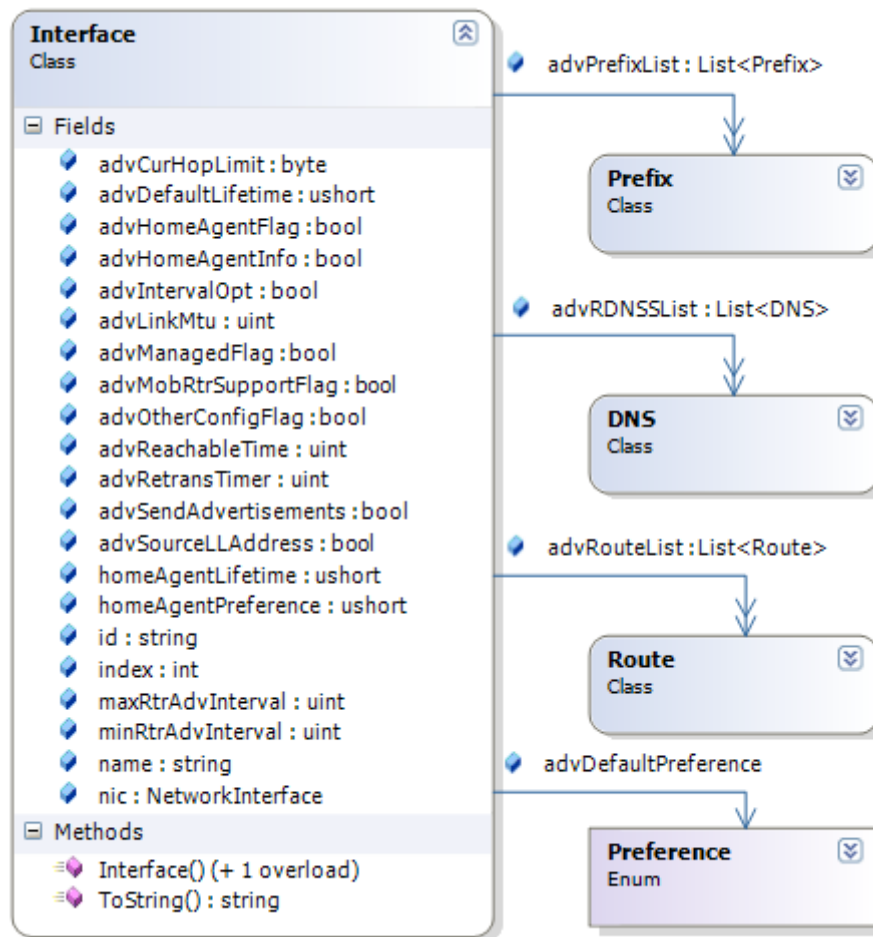 Interface
Class
Fields
advCurHopLimit : byte
advDefaultLifetime : ushort
advHomeAgentFlag : bool
advHomeAgentInfo : bool
advIntervalOpt : bool
advLinkMtu : uint
advManagedFlag : bool
advMobRtrSupportFlag : bool
advOtherConfigFlag : bool
advReachableTime : uint
advRetransTimer : uint
advSendAdvertisements : bool
advSourceLLAddress : bool
homeAgentLifetime : ushort
homeAgentPreference : ushort
id : string
index : int
maxRtrAdvInterval : uint
minRtrAdvInterval : uint
name : string
nic : NetworkInterface
Methods
Interface() (+ 1 overload)
ToString() : string
advPrefixList : List<Prefix>
Prefix
Class
advRDNSSList : List<DNS>
DNS
Class
advRouteList : List<Route>
Route
Class
advDefaultPreference
Preference
Enum